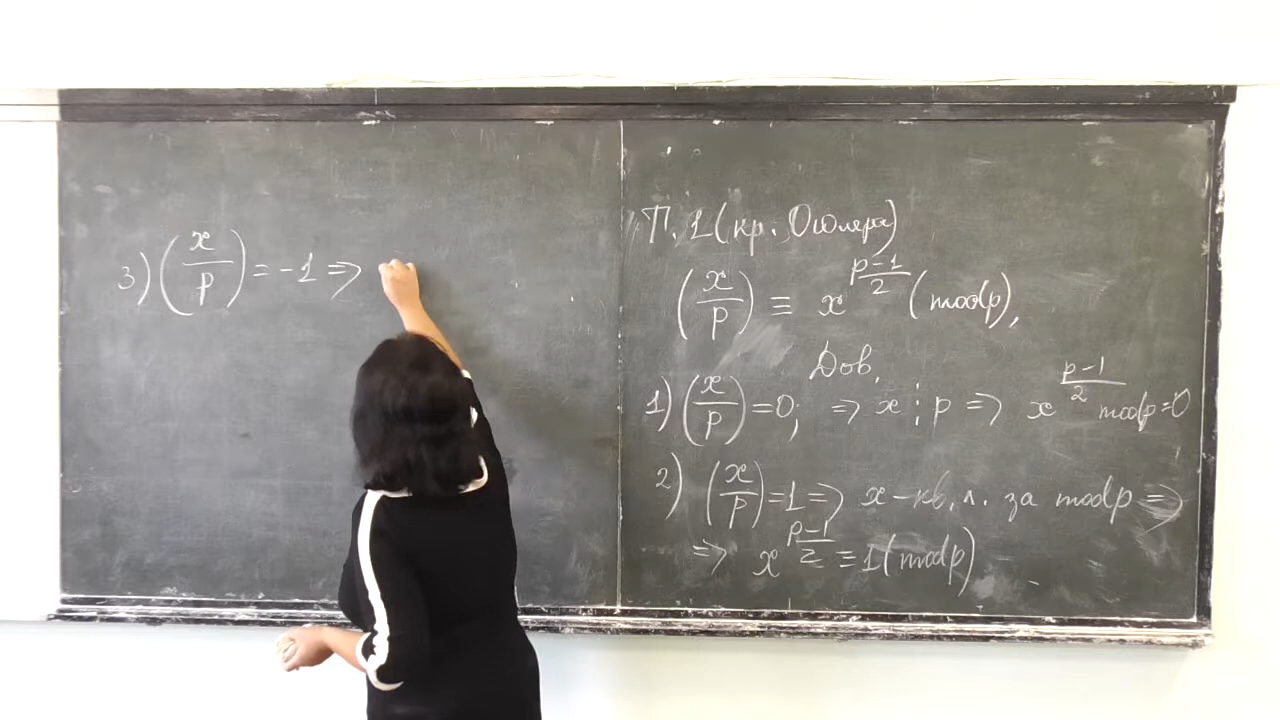 Т. 1 (кр. Ойлера)
(x/p) ≡ x^((p-1)/2) (mod p),
Дов.
1) (x/p) = 0; => x ⋮ p => x^((p-1)/2) mod p = 0
2) (x/p) = 1 => x - кв. л. за mod p =>
=> x^((p-1)/2) ≡ 1 (mod p)
3) (x/p) = -1 =>